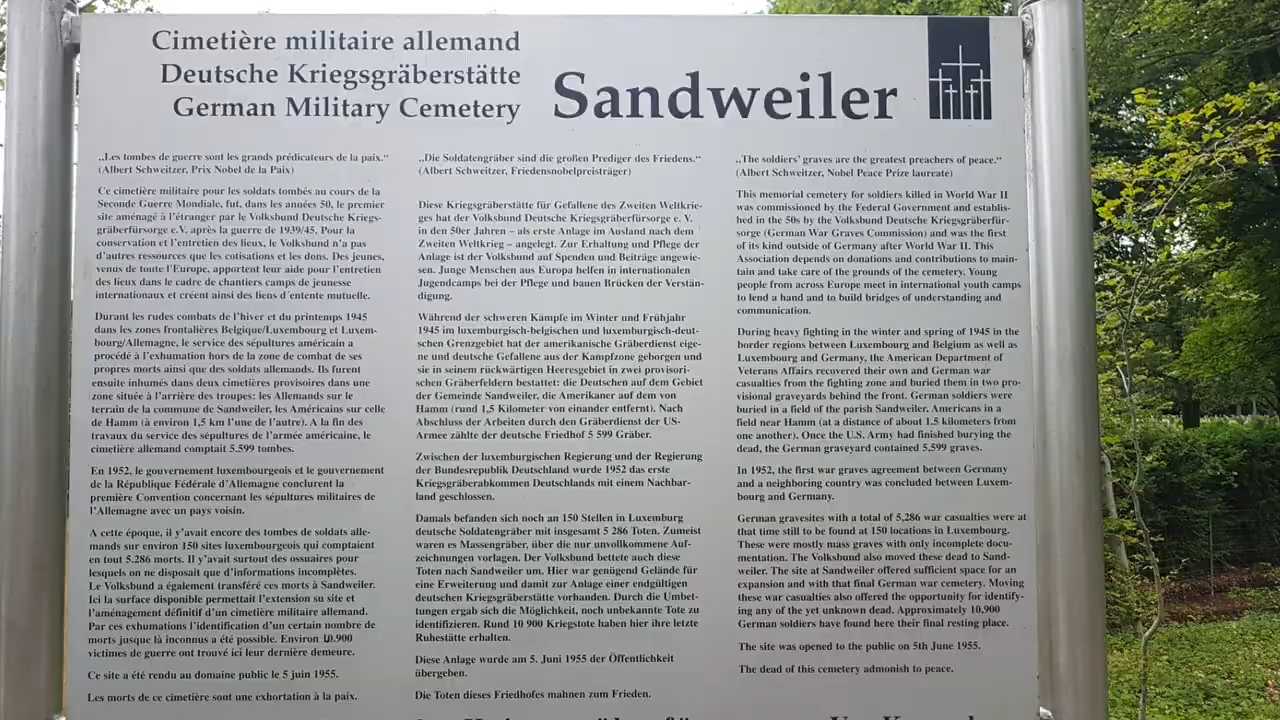 Cimetière militaire allemand
Deutsche Kriegsgräberstätte
German Military Cemetery
Sandweiler
„Les tombes de guerre sont les grands prédicateurs de la paix."
(Albert Schweitzer, Prix Nobel de la Paix)
Ce cimetière militaire pour les soldats tombés au cours de la
Seconde Guerre Mondiale, fut, dans les années 50, le premier
site aménagé à l'étranger par le Volksbund Deutsche Kriegs-
gräberfürsorge e.V. après la guerre de 1939/45. Pour la
conservation et l'entretien des lieux, le Volksbund n'a pas
d'autres ressources que les cotisations et les dons. Des jeunes,
venus de toute l'Europe, apportent leur aide pour l'entretien
des lieux dans le cadre de chantiers camps de jeunesse
internationaux et créent ainsi des liens d'entente mutuelle.
Durant les rudes combats de l'hiver et du printemps 1945
dans les zones frontalières Belgique/Luxembourg et Luxem-
bourg/Allemagne, le service des sépultures américain a
procédé à l'exhumation hors de la zone de combat de ses
propres morts ainsi que des soldats allemands. Ils furent
ensuite inhumés dans deux cimetières provisoires dans une
zone située à l'arrière des troupes: les Allemands sur le
terrain de la commune de Sandweiler, les Américains sur celle
de Hamm (à environ 1,5 km l'une de l'autre). A la fin des
travaux du service des sépultures de l'armée américaine, le
cimetière allemand comptait 5.599 tombes.
En 1952, le gouvernement luxembourgeois et le gouvernement
de la République Fédérale d'Allemagne conclurent la
première Convention concernant les sépultures militaires de
l'Allemagne avec un pays voisin.
A cette époque, il y'avait encore des tombes de soldats alle-
mands sur environ 150 sites luxembourgeois qui comptaient
en tout 5.286 morts. Il y'avait surtout des ossuaires pour
lesquels on ne disposait que d'informations incomplètes.
Le Volksbund a également transféré ces morts à Sandweiler.
Ici la surface disponible permettait l'extension su site et
l'aménagement définitif d'un cimetière militaire allemand.
Par ces exhumations l'identification d'un certain nombre de
morts jusque là inconnus a été possible. Environ 10.900
victimes de guerre ont trouvé ici leur dernière demeure.
Ce site a été rendu au domaine public le 5 juin 1955.
Les morts de ce cimetière sont une exhortation à la paix.
„Die Soldatengräber sind die großen Prediger des Friedens."
(Albert Schweitzer, Friedensnobelpreisträger)
Diese Kriegsgräberstätte für Gefallene des Zweiten Weltkrie-
ges hat der Volksbund Deutsche Kriegsgräberfürsorge e. V.
in den 50er Jahren – als erste Anlage im Ausland nach dem
Zweiten Weltkrieg – angelegt. Zur Erhaltung und Pflege der
Anlage ist der Volksbund auf Spenden und Beiträge angewie-
sen. Junge Menschen aus Europa helfen in internationalen
Jugendcamps bei der Pflege und bauen Brücken der Verstän-
digung.
Während der schweren Kämpfe im Winter und Frühjahr
1945 im luxemburgisch-belgischen und luxemburgisch-deut-
schen Grenzgebiet hat der amerikanische Gräberdienst eige-
ne und deutsche Gefallene aus der Kampfzone geborgen und
sie in seinem rückwärtigen Heeresgebiet in zwei provisori-
schen Gräberfeldern bestattet: die Deutschen auf dem Gebiet
der Gemeinde Sandweiler, die Amerikaner auf dem von
Hamm (rund 1,5 Kilometer von einander entfernt). Nach
Abschluss der Arbeiten durch den Gräberdienst der US-
Armee zählte der deutsche Friedhof 5 599 Gräber.
Zwischen der luxemburgischen Regierung und der Regierung
der Bundesrepublik Deutschland wurde 1952 das erste
Kriegsgräberabkommen Deutschlands mit einem Nachbar-
land geschlossen.
Damals befanden sich noch an 150 Stellen in Luxemburg
deutsche Soldatengräber mit insgesamt 5 286 Toten. Zumeist
waren es Massengräber, über die nur unvollkommene Auf-
zeichnungen vorlagen. Der Volksbund bettete auch diese
Toten nach Sandweiler um. Hier war genügend Gelände für
eine Erweiterung und damit zur Anlage einer endgültigen
deutschen Kriegsgräberstätte vorhanden. Durch die Umbet-
tungen ergab sich die Möglichkeit, noch unbekannte Tote zu
identifizieren. Rund 10 900 Kriegstote haben hier ihre letzte
Ruhestätte erhalten.
Diese Anlage wurde am 5. Juni 1955 der Öffentlichkeit
übergeben.
Die Toten dieses Friedhofes mahnen zum Frieden.
„The soldiers' graves are the greatest preachers of peace."
(Albert Schweitzer, Nobel Peace Prize laureate)
This memorial cemetery for soldiers killed in World War II
was commissioned by the Federal Government and establis-
hed in the 50s by the Volksbund Deutsche Kriegsgräberfür-
sorge (German War Graves Commission) and was the first
of its kind outside of Germany after World War II. This
Association depends on donations and contributions to main-
tain and take care of the grounds of the cemetery. Young
people from across Europe meet in international youth camps
to lend a hand and to build bridges of understanding and
communication.
During heavy fighting in the winter and spring of 1945 in the
border regions between Luxembourg and Belgium as well as
Luxembourg and Germany, the American Department of
Veterans Affairs recovered their own and German war
casualties from the fighting zone and buried them in two pro-
visional graveyards behind the front. German soldiers were
buried in a field of the parish Sandweiler. Americans in a
field near Hamm (at a distance of about 1.5 kilometers from
one another). Once the U.S. Army had finished burying the
dead, the German graveyard contained 5,599 graves.
In 1952, the first war graves agreement between Germany
and a neighboring country was concluded between Luxem-
bourg and Germany.
German gravesites with a total of 5,286 war casualties were at
that time still to be found at 150 locations in Luxembourg.
These were mostly mass graves with only incomplete docu-
mentation. The Volksbund also moved these dead to Sand-
weiler. The site at Sandweiler offered sufficient space for an
expansion and with that final German war cemetery. Moving
these war casualties also offered the opportunity for identify-
ing any of the yet unknown dead. Approximately 10,900
German soldiers have found here their final resting place.
The site was opened to the public on 5th June 1955.
The dead of this cemetery admonish to peace.